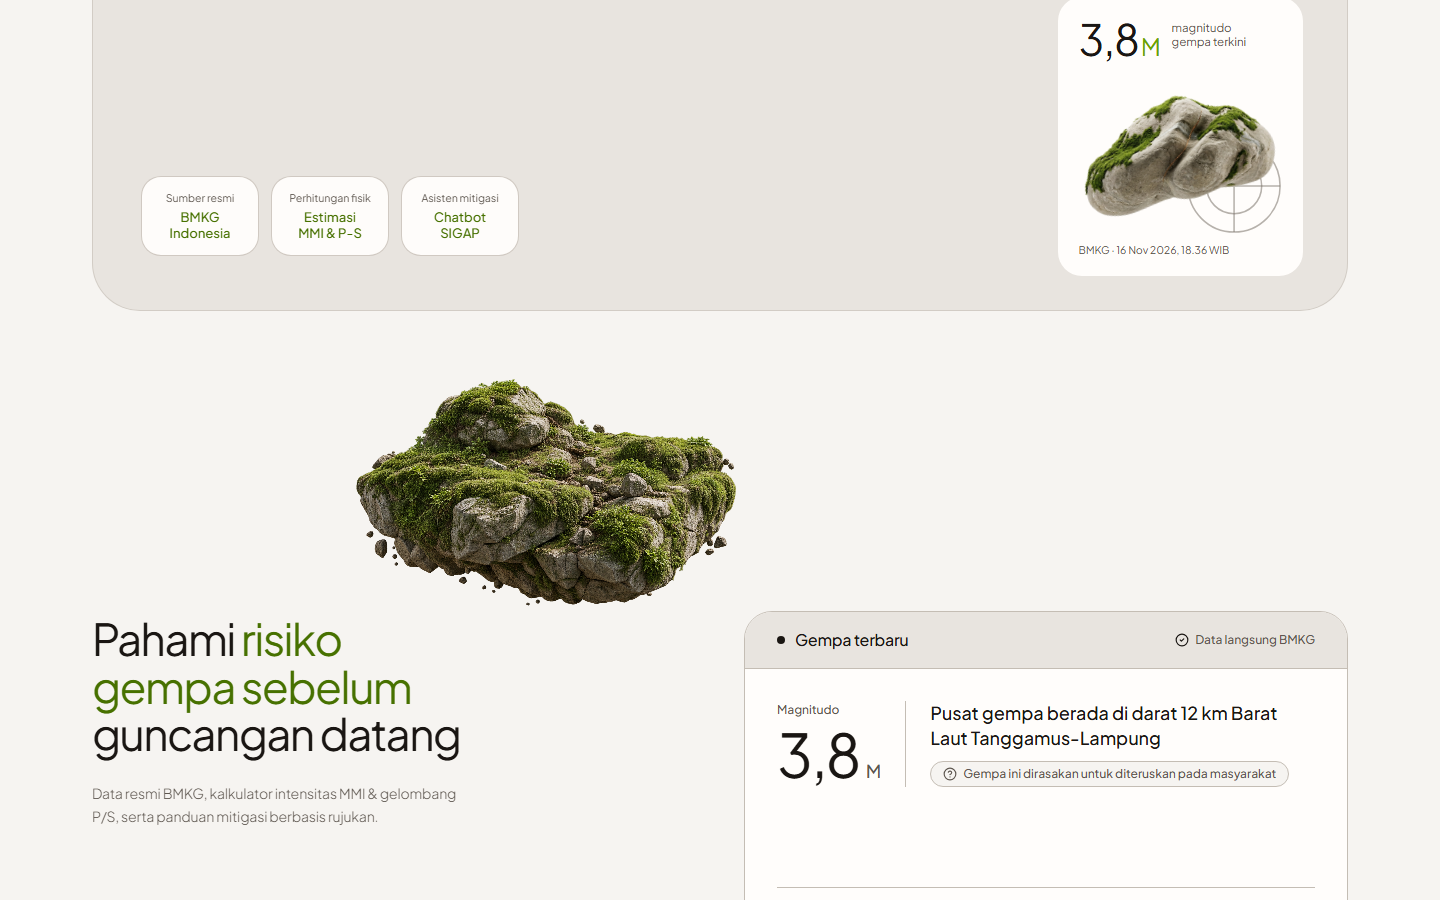 3,8 M
magnitudo
gempa terkini
BMKG · 16 Nov 2026, 18.36 WIB
Sumber resmi
BMKG
Indonesia
Perhitungan fisik
Estimasi
MMI & P-S
Asisten mitigasi
Chatbot
SIGAP
Pahami risiko
gempa sebelum
guncangan datang
Data resmi BMKG, kalkulator intensitas MMI & gelombang
P/S, serta panduan mitigasi berbasis rujukan.
Gempa terbaru
Data langsung BMKG
Magnitudo
3,8 M
Pusat gempa berada di darat 12 km Barat
Laut Tanggamus-Lampung
Gempa ini dirasakan untuk diteruskan pada masyarakat